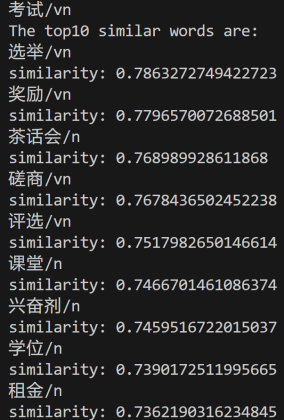 考试/vn
The top10 similar words are:
选举/vn
similarity: 0.7863272749422723
奖励/vn
similarity: 0.7796570072688501
茶话会/n
similarity: 0.768989928611868
磋商/vn
similarity: 0.7678436502452238
评选/vn
similarity: 0.7517982650146614
课堂/n
similarity: 0.7466701461086374
兴奋剂/n
similarity: 0.7459516722015037
学位/n
similarity: 0.7390172511995665
租金/n
similarity: 0.7362190316234845